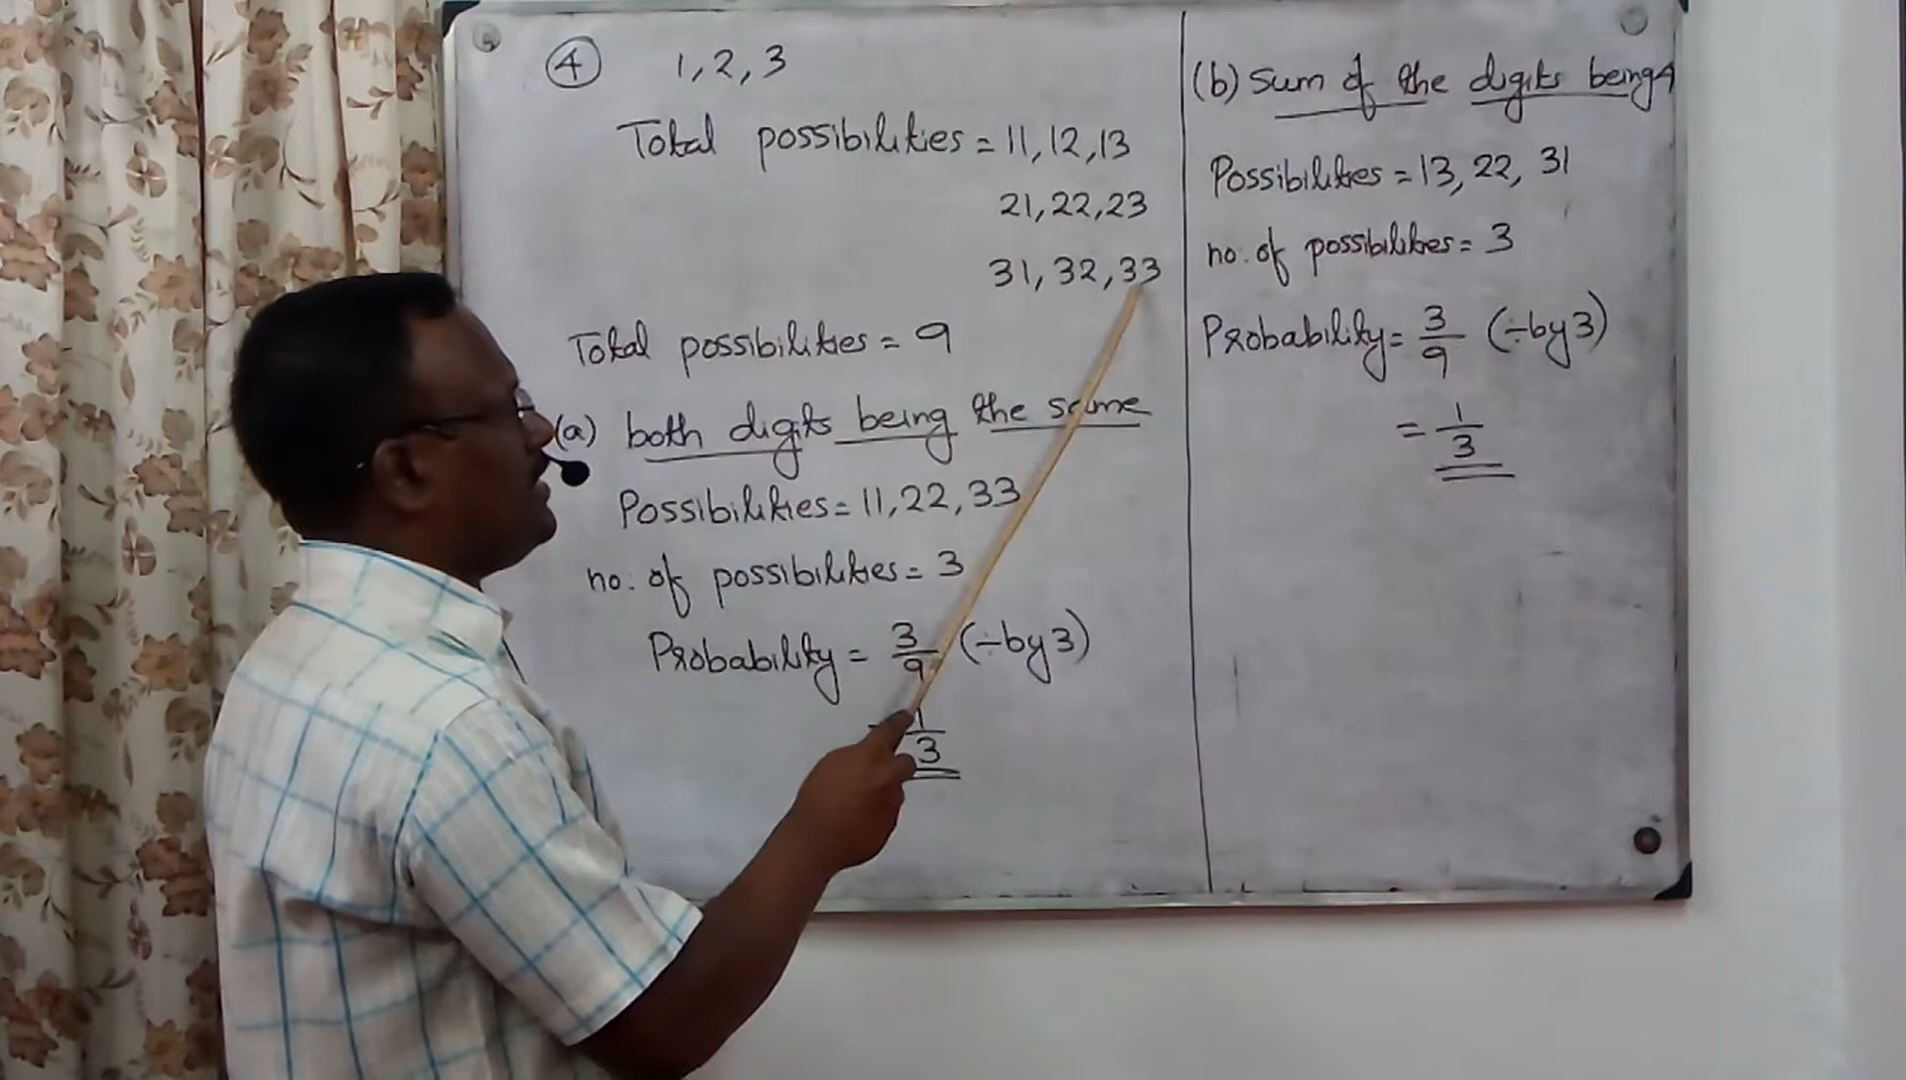 ④ 1, 2, 3
Total possibilities = 11, 12, 13
21, 22, 23
31, 32, 33
Total possibilities = 9
(a) both digits being the same
Possibilities = 11, 22, 33
no. of possibilities = 3
Probability = 3/9 (÷by 3)
= 1/3
(b) Sum of the digits being 4
Possibilities = 13, 22, 31
no. of possibilities = 3
Probability = 3/9 (÷by 3)
= 1/3